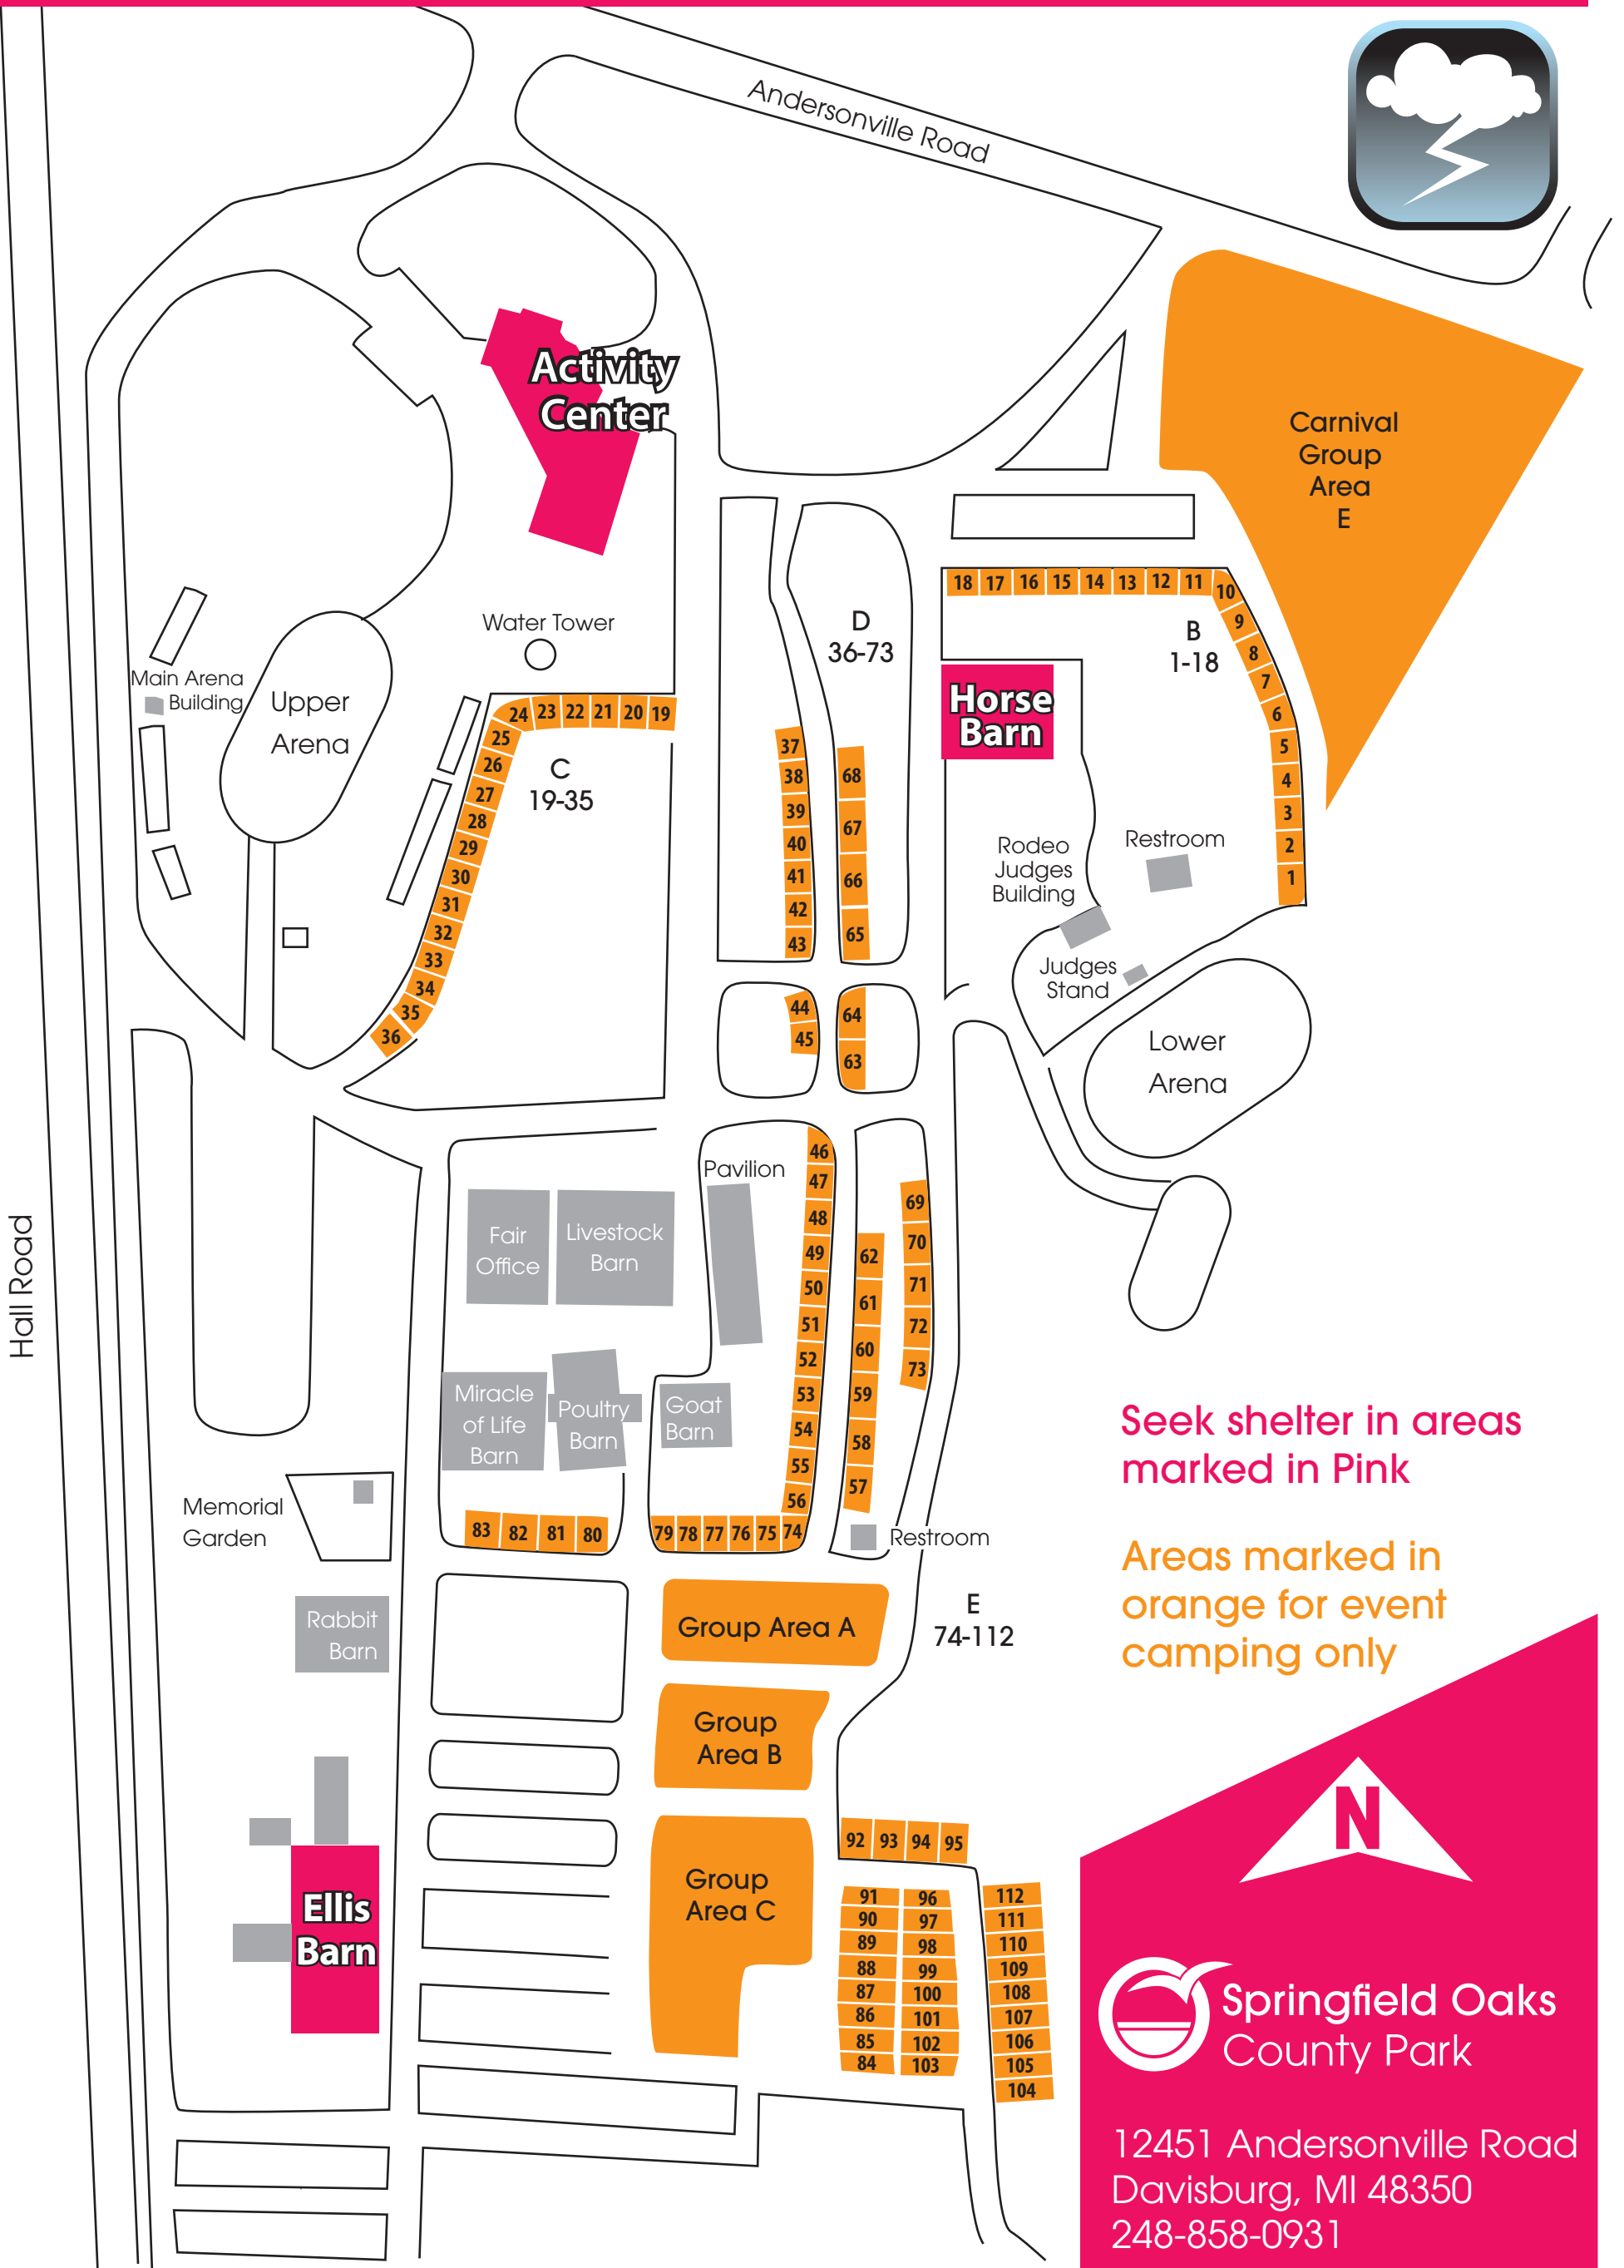 Andersonville Road
Carnival
Group
Area
E
Activity
Center
18 17 16 15 14 13 12 11 10
9
8
7
6
5
4
3
2
1
B
1-18
D
36-73
Water Tower
Main Arena
Building
Upper
Arena
24 23 22 21 20 19
25
26
27
28
29
30
31
32
33
34
35
36
C
19-35
Horse
Barn
37
38
39
40
41
42
43
68
67
66
65
Rodeo
Judges
Building
Restroom
Judges
Stand
44
45
64
63
Lower
Arena
Hall Road
Pavilion
Fair
Office
Livestock
Barn
46
47
48
49
50
51
52
53
54
55
56
62
61
60
59
58
57
69
70
71
72
73
Miracle
of Life
Barn
Poultry
Barn
Goat
Barn
Seek shelter in areas
marked in Pink
Memorial
Garden
83 82 81 80
79 78 77 76 75 74
Restroom
Areas marked in
orange for event
camping only
Rabbit
Barn
Group Area A
E
74-112
Group
Area B
N
92 93 94 95
Group
Area C
Ellis
Barn
91
90
89
88
87
86
85
84
96
97
98
99
100
101
102
103
112
111
110
109
108
107
106
105
104
Springfield Oaks
County Park
12451 Andersonville Road
Davisburg, MI 48350
248-858-0931